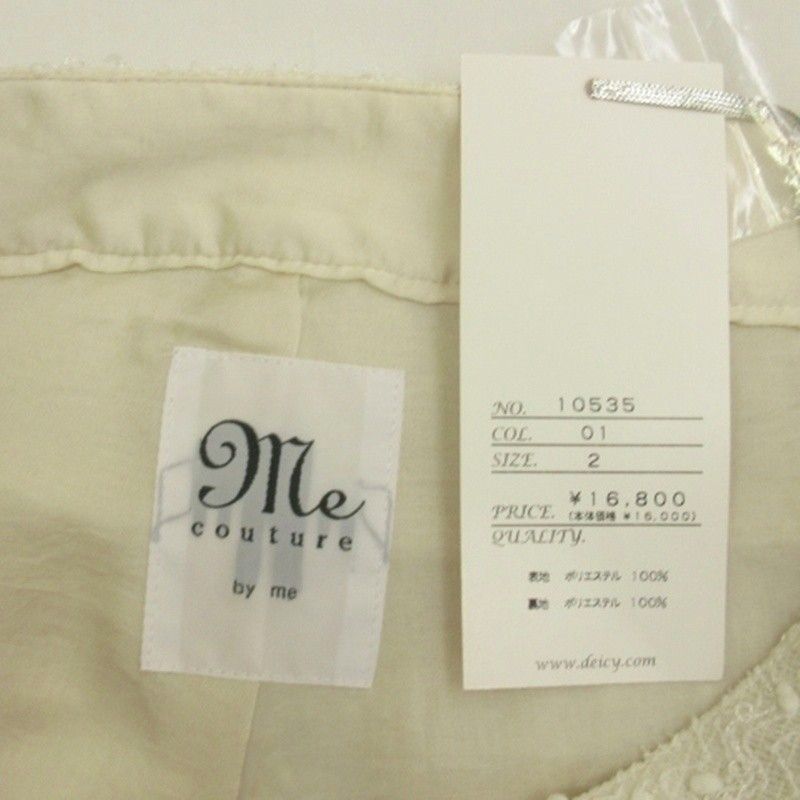 Me
couture
by me
NO. 10535
COL. 01
SIZE. 2
PRICE. ¥16,800
(本体価格 ¥16,000)
QUALITY.
表地 ポリエステル 100%
裏地 ポリエステル 100%
www.deicy.com